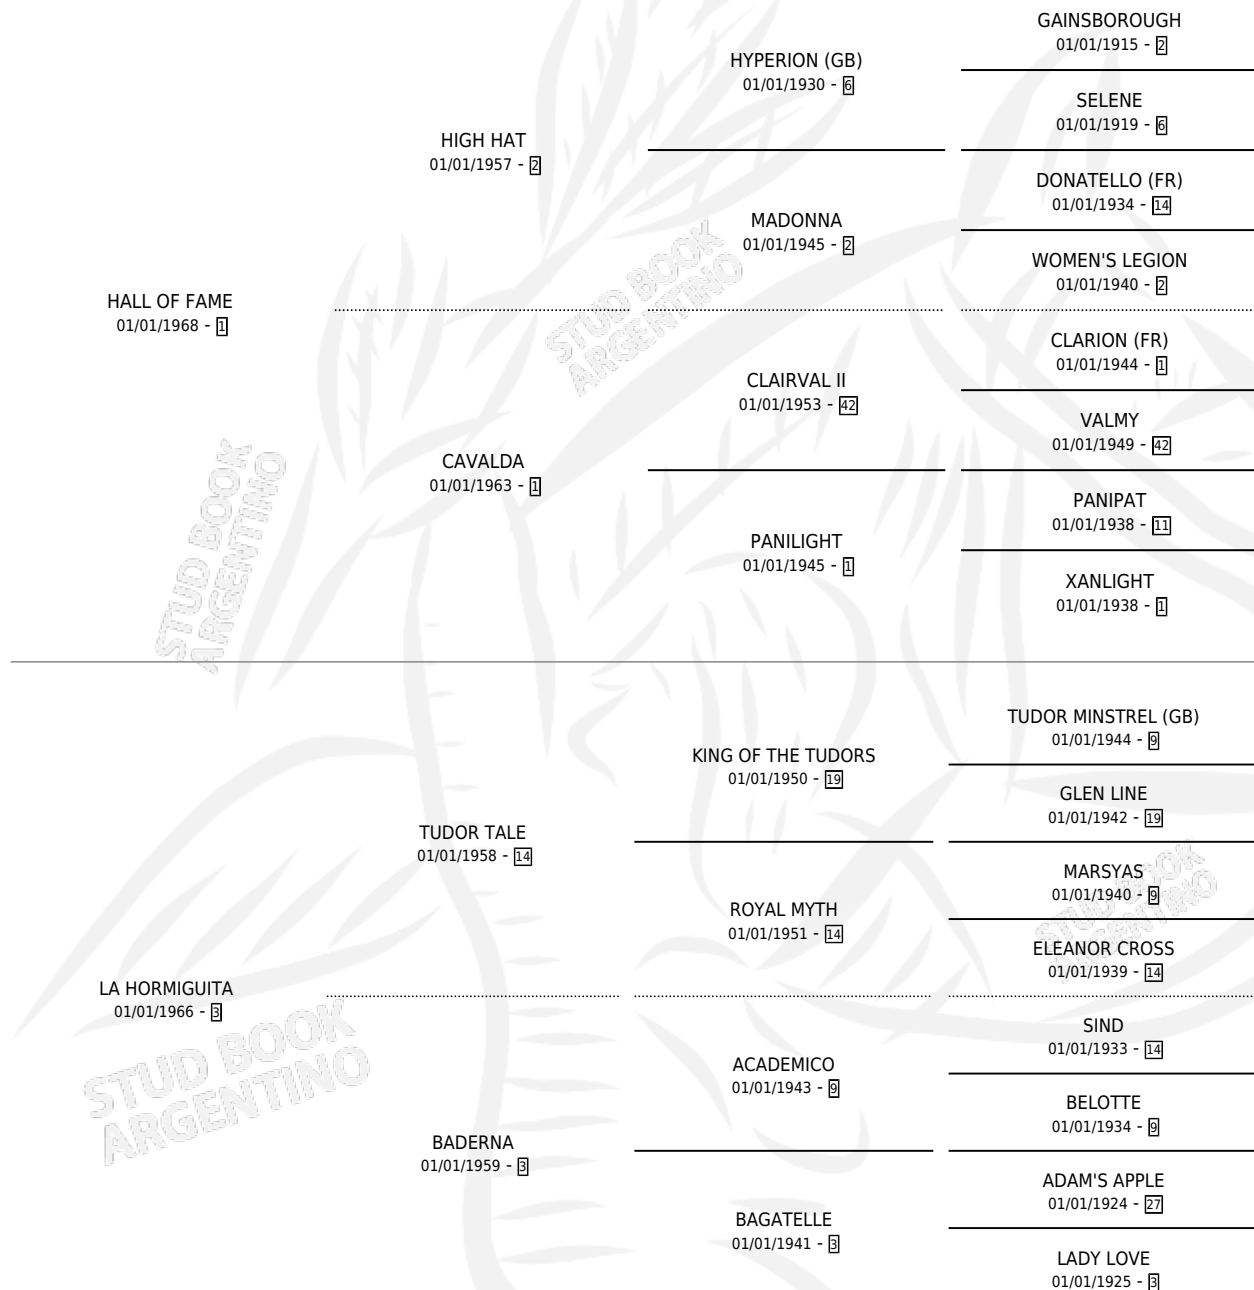 GAINSBOROUGH
01/01/1915 - 2
HYPERION (GB)
01/01/1930 - 6
SELENE
01/01/1919 - 6
HIGH HAT
01/01/1957 - 2
DONATELLO (FR)
01/01/1934 - 14
MADONNA
01/01/1945 - 2
WOMEN'S LEGION
01/01/1940 - 2
HALL OF FAME
01/01/1968 - 1
CLARION (FR)
01/01/1944 - 1
CLAIRVAL II
01/01/1953 - 42
VALMY
01/01/1949 - 42
CAVALDA
01/01/1963 - 1
PANIPAT
01/01/1938 - 11
PANILIGHT
01/01/1945 - 1
XANLIGHT
01/01/1938 - 1
TUDOR MINSTREL (GB)
01/01/1944 - 9
KING OF THE TUDORS
01/01/1950 - 19
GLEN LINE
01/01/1942 - 19
TUDOR TALE
01/01/1958 - 14
MARSYAS
01/01/1940 - 9
ROYAL MYTH
01/01/1951 - 14
ELEANOR CROSS
01/01/1939 - 14
LA HORMIGUITA
01/01/1966 - 3
SIND
01/01/1933 - 14
ACADEMICO
01/01/1943 - 9
BELOTTE
01/01/1934 - 9
BADERNA
01/01/1959 - 3
ADAM'S APPLE
01/01/1924 - 27
BAGATELLE
01/01/1941 - 3
LADY LOVE
01/01/1925 - 3
STUD BOOK
ARGENTINO
STUD BOOK
ARGENTINO
STUD BOOK
ARGENTINO
STUD BOOK
ARGENTINO